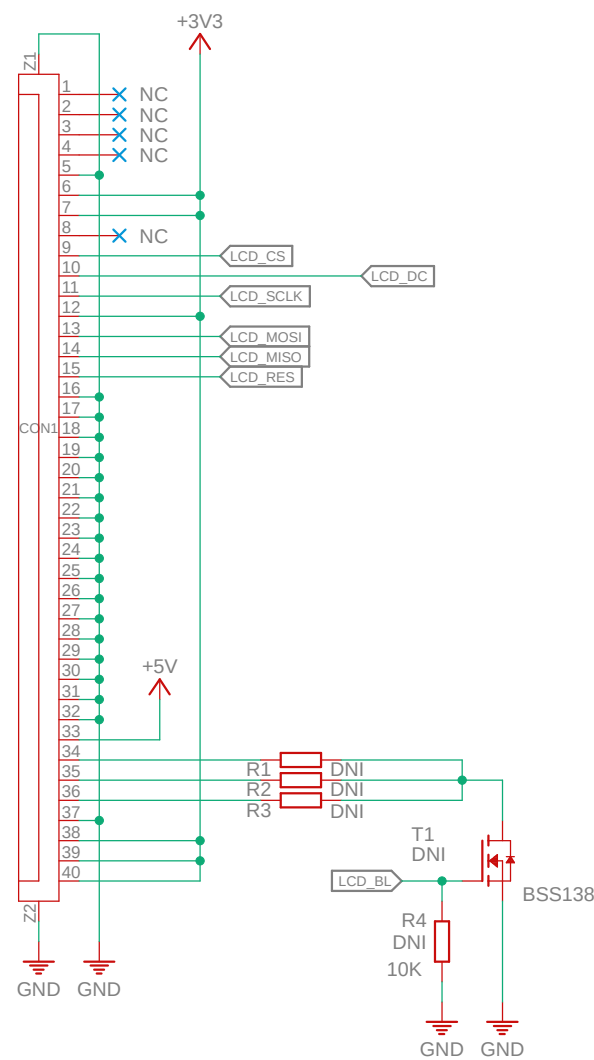 +3V3
Z1
1
NC
2
NC
3
NC
4
NC
5
6
7
8
NC
9
LCD_CS
10
LCD_DC
11
LCD_SCLK
12
13
LCD_MOSI
14
LCD_MISO
15
LCD_RES
16
17
CON1
18
19
20
21
22
23
24
25
26
27
28
29
30
+5V
31
32
33
34
R1
DNI
35
R2
DNI
36
R3
DNI
37
38
39
40
T1
DNI
LCD_BL
BSS138
Z2
R4
DNI
10K
GND
GND
GND
GND